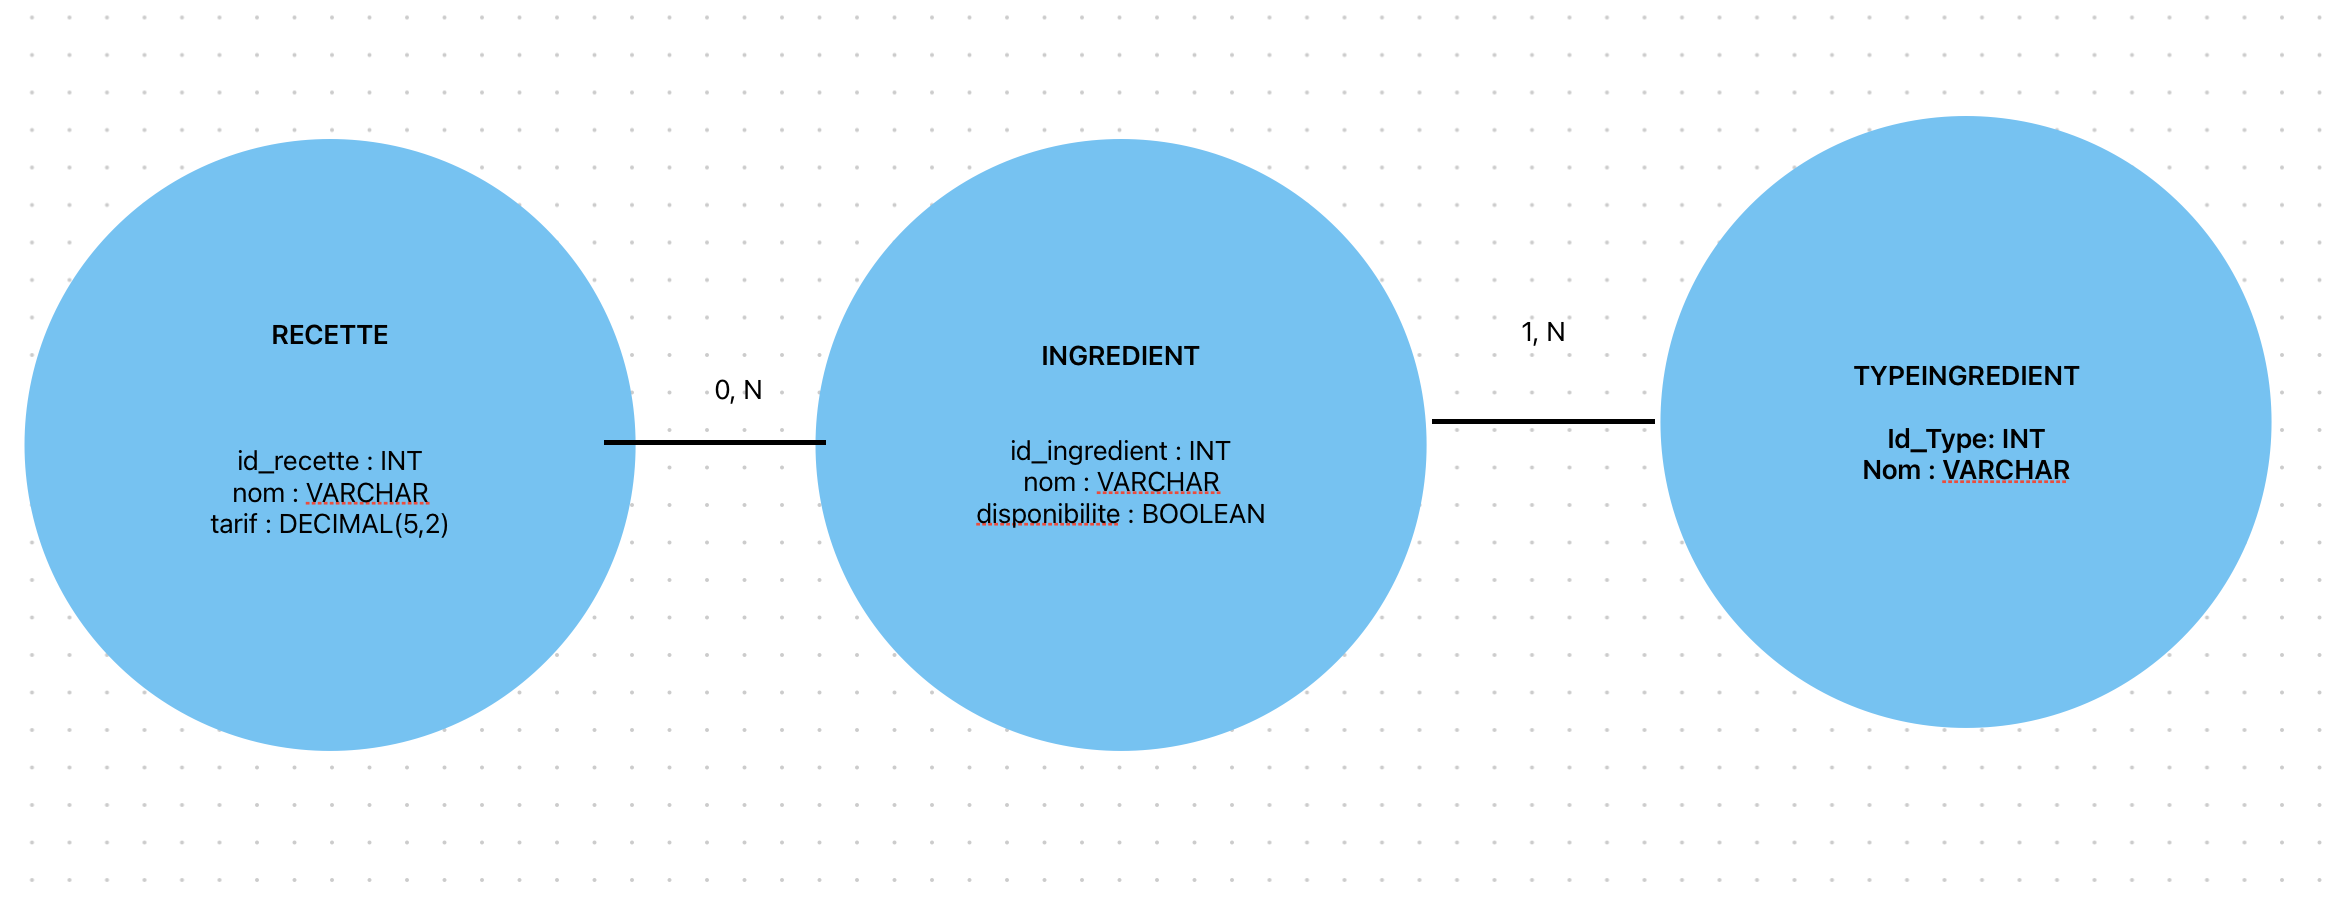 RECETTE
id_recette : INT
nom : VARCHAR
tarif : DECIMAL(5,2)
0, N
INGREDIENT
id_ingredient : INT
nom : VARCHAR
disponibilite : BOOLEAN
1, N
TYPEINGREDIENT
Id_Type: INT
Nom : VARCHAR